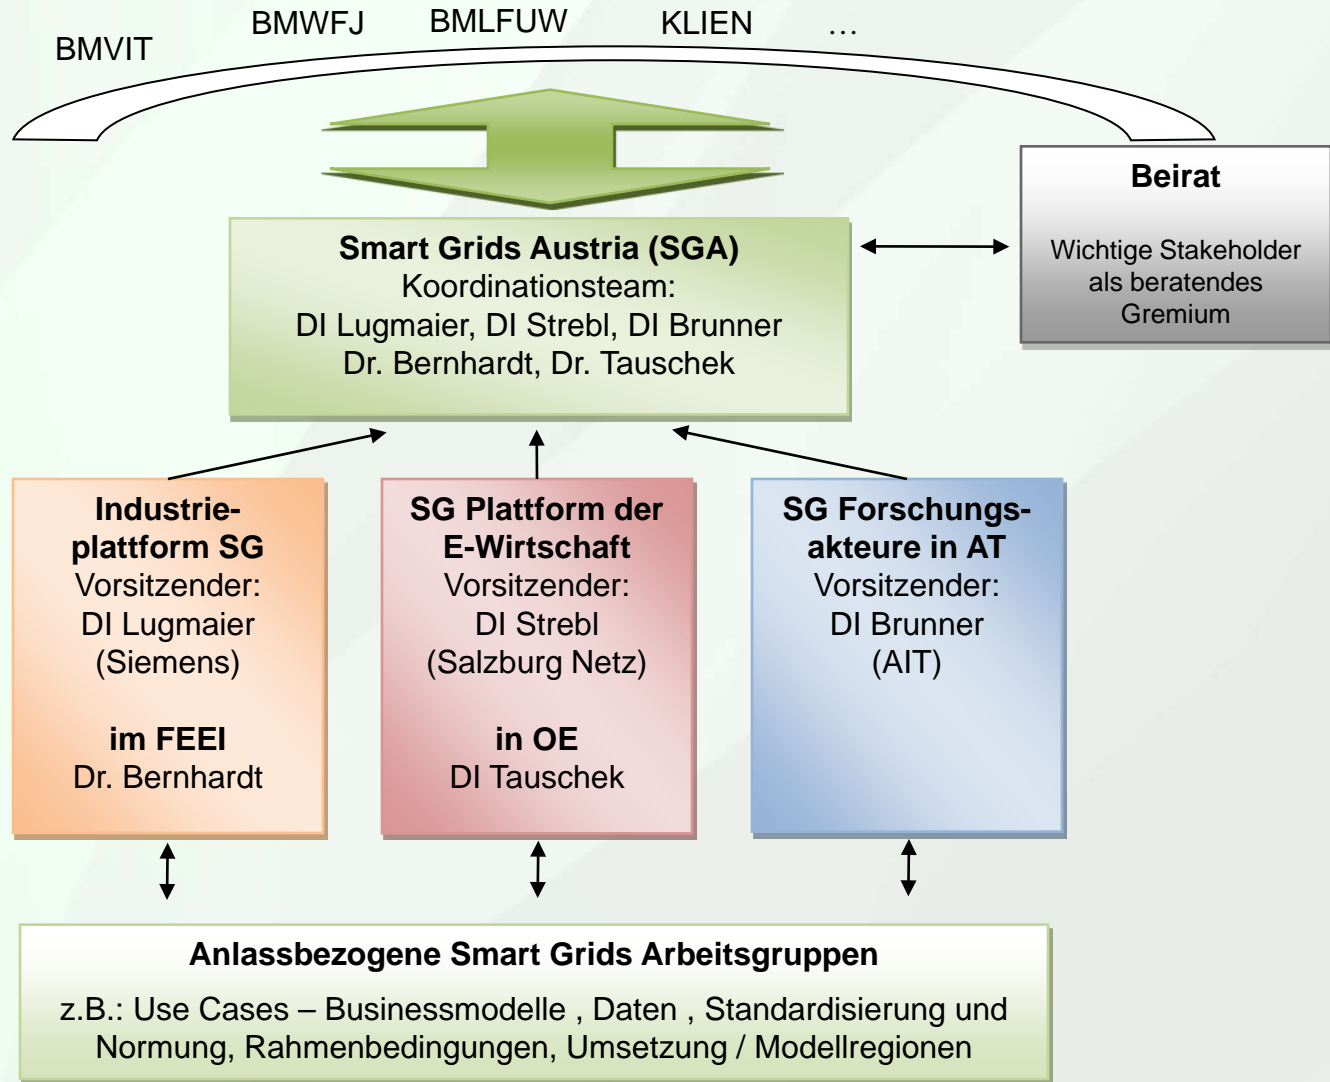 BMVIT BMWFJ BMLFUW KLIEN …
Beirat
Wichtige Stakeholder
als beratendes
Gremium
Smart Grids Austria (SGA)
Koordinationsteam:
DI Lugmaier, DI Strebl, DI Brunner
Dr. Bernhardt, Dr. Tauschek
Industrie-
plattform SG
Vorsitzender:
DI Lugmaier
(Siemens)
im FEEI
Dr. Bernhardt
SG Plattform der
E-Wirtschaft
Vorsitzender:
DI Strebl
(Salzburg Netz)
in OE
DI Tauschek
SG Forschungs-
akteure in AT
Vorsitzender:
DI Brunner
(AIT)
Anlassbezogene Smart Grids Arbeitsgruppen
z.B.: Use Cases – Businessmodelle , Daten , Standardisierung und
Normung, Rahmenbedingungen, Umsetzung / Modellregionen